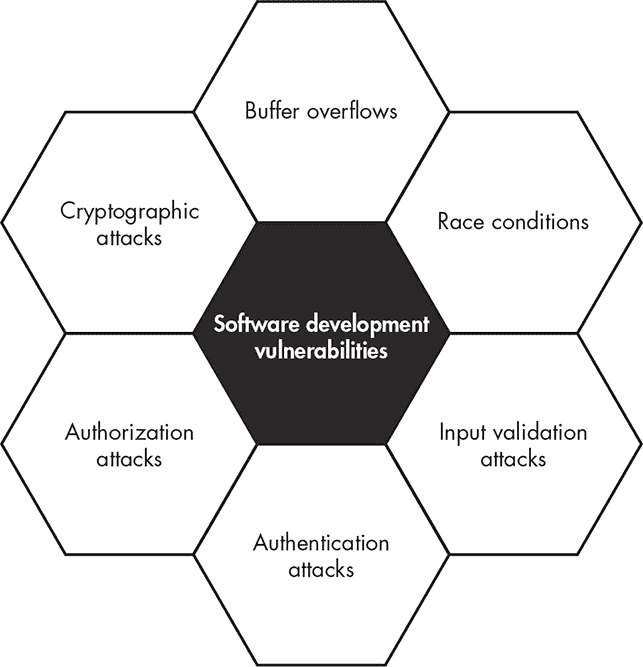 Buffer overflows
Cryptographic
attacks
Race conditions
Software development
vulnerabilities
Authorization
attacks
Input validation
attacks
Authentication
attacks